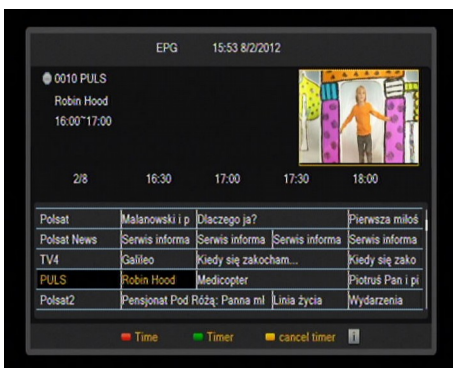 EPG 15:53 8/2/2012
0010 PULS
Robin Hood
16:00~17:00
2/8 16:30 17:00 17:30 18:00
Polsat Malanowski i p Dlaczego ja? Pierwsza miłoś
Polsat News Serwis informa Serwis informa Serwis informa Serwis informa
TV4 Galileo Kiedy się zakocham... Kiedy się zako
PULS Robin Hood Medicopter Piotruś Pan i pi
Polsat2 Pensjonat Pod Różą: Panna mł Linia życia Wydarzenia
Time Timer cancel timer i